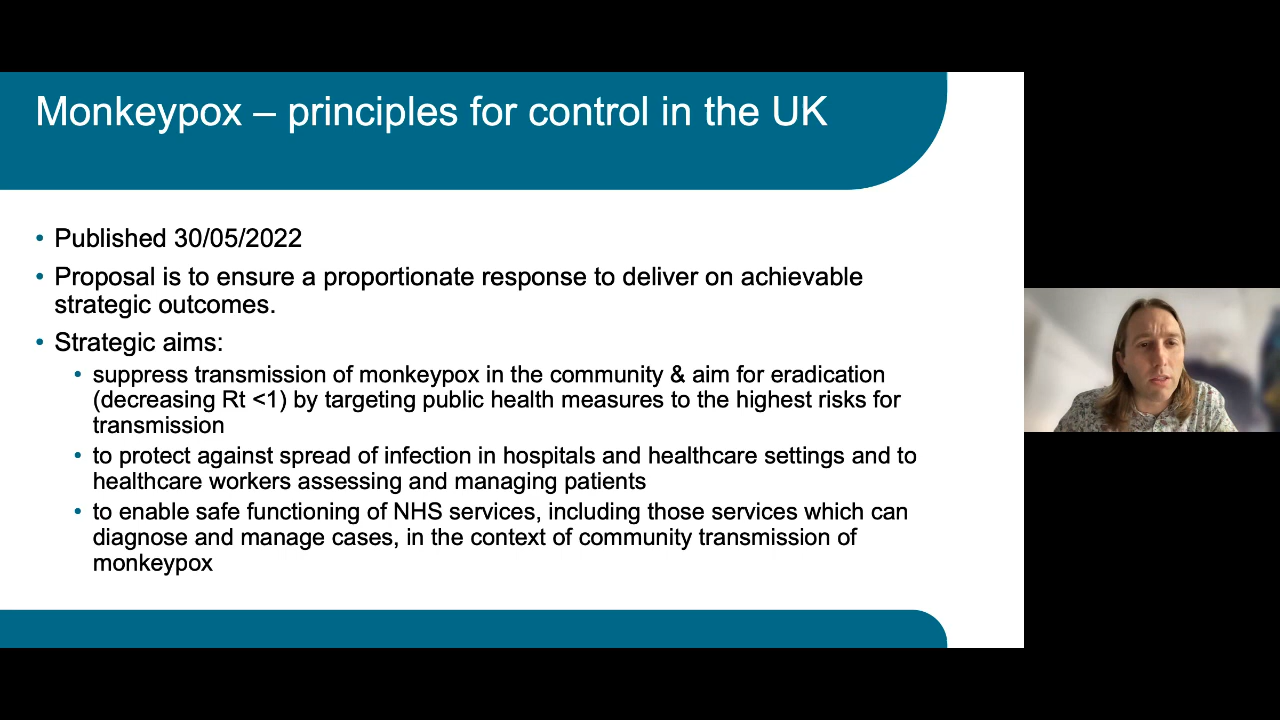 Monkeypox – principles for control in the UK
• Published 30/05/2022
• Proposal is to ensure a proportionate response to deliver on achievable
strategic outcomes.
• Strategic aims:
• suppress transmission of monkeypox in the community & aim for eradication
(decreasing Rt <1) by targeting public health measures to the highest risks for
transmission
• to protect against spread of infection in hospitals and healthcare settings and to
healthcare workers assessing and managing patients
• to enable safe functioning of NHS services, including those services which can
diagnose and manage cases, in the context of community transmission of
monkeypox